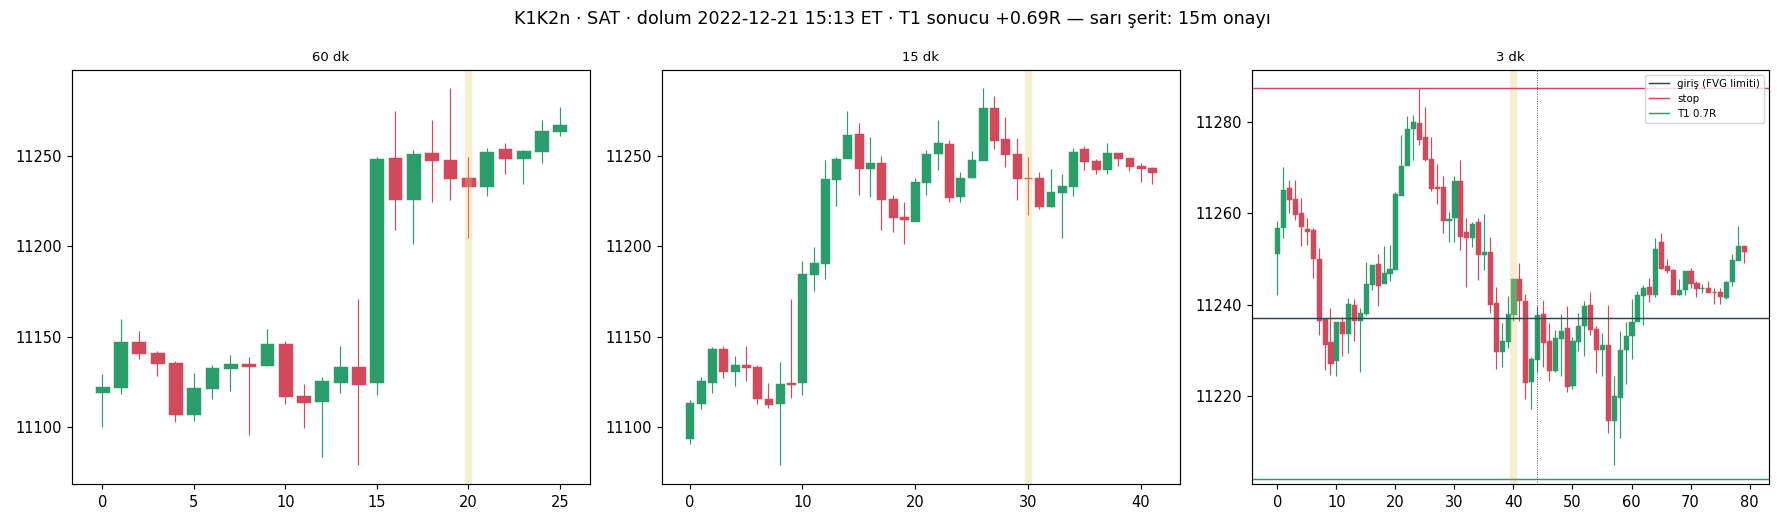 K1K2n · SAT · dolum 2022-12-21 15:13 ET · T1 sonucu +0.69R — sarı şerit: 15m onayı
60 dk
11250
11200
11150
11100
0 5 10 15 20 25
15 dk
11250
11200
11150
11100
0 10 20 30 40
3 dk
giriş (FVG limiti)
stop
T1 0.7R
11280
11260
11240
11220
0 10 20 30 40 50 60 70 80